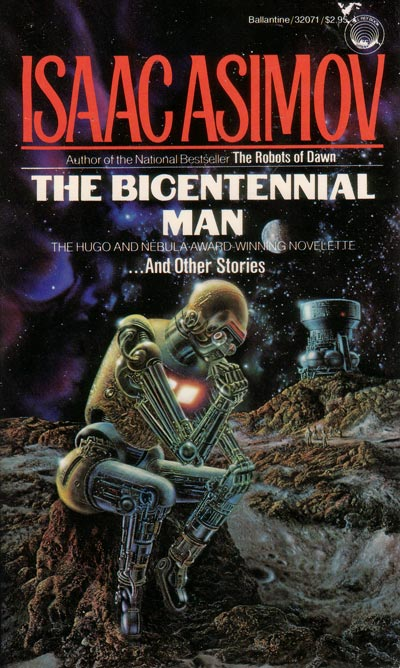 Ballantine/32071/$2.95
ISAAC ASIMOV
Author of the National Bestseller The Robots of Dawn
THE BICENTENNIAL
MAN
THE HUGO AND NEBULA-AWARD-WINNING NOVELETTE
...And Other Stories